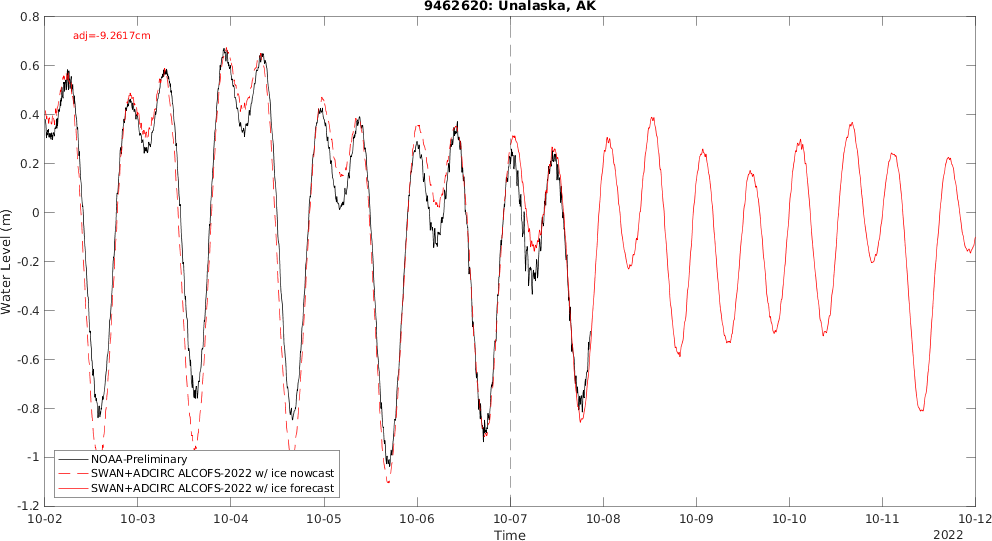 9462620: Unalaska, AK
adj=-9.2617cm
Water Level (m)
0.8
0.6
0.4
0.2
0
-0.2
-0.4
-0.6
-0.8
-1
-1.2
NOAA-Preliminary
SWAN+ADCIRC ALCOFS-2022 w/ ice nowcast
SWAN+ADCIRC ALCOFS-2022 w/ ice forecast
10-02 10-03 10-04 10-05 10-06 10-07 10-08 10-09 10-10 10-11 10-12
Time
2022